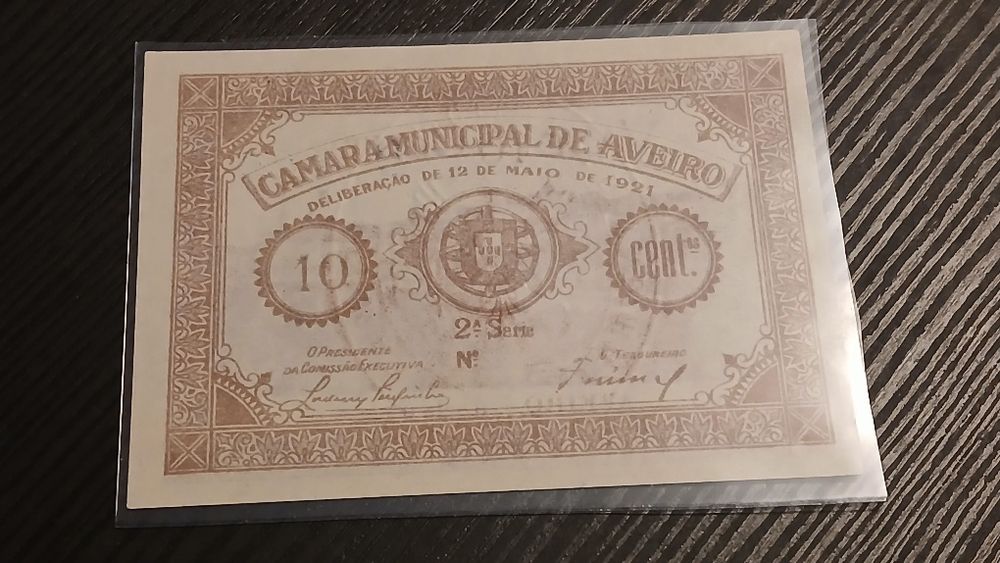 CÂMARA MUNICIPAL DE AVEIRO
DELIBERAÇÃO DE 12 DE MAIO DE 1921
10
cent.os
2.ª Serie
O PRESIDENTE
DA COMISSÃO EXECUTIVA
Nº
O TESOUREIRO